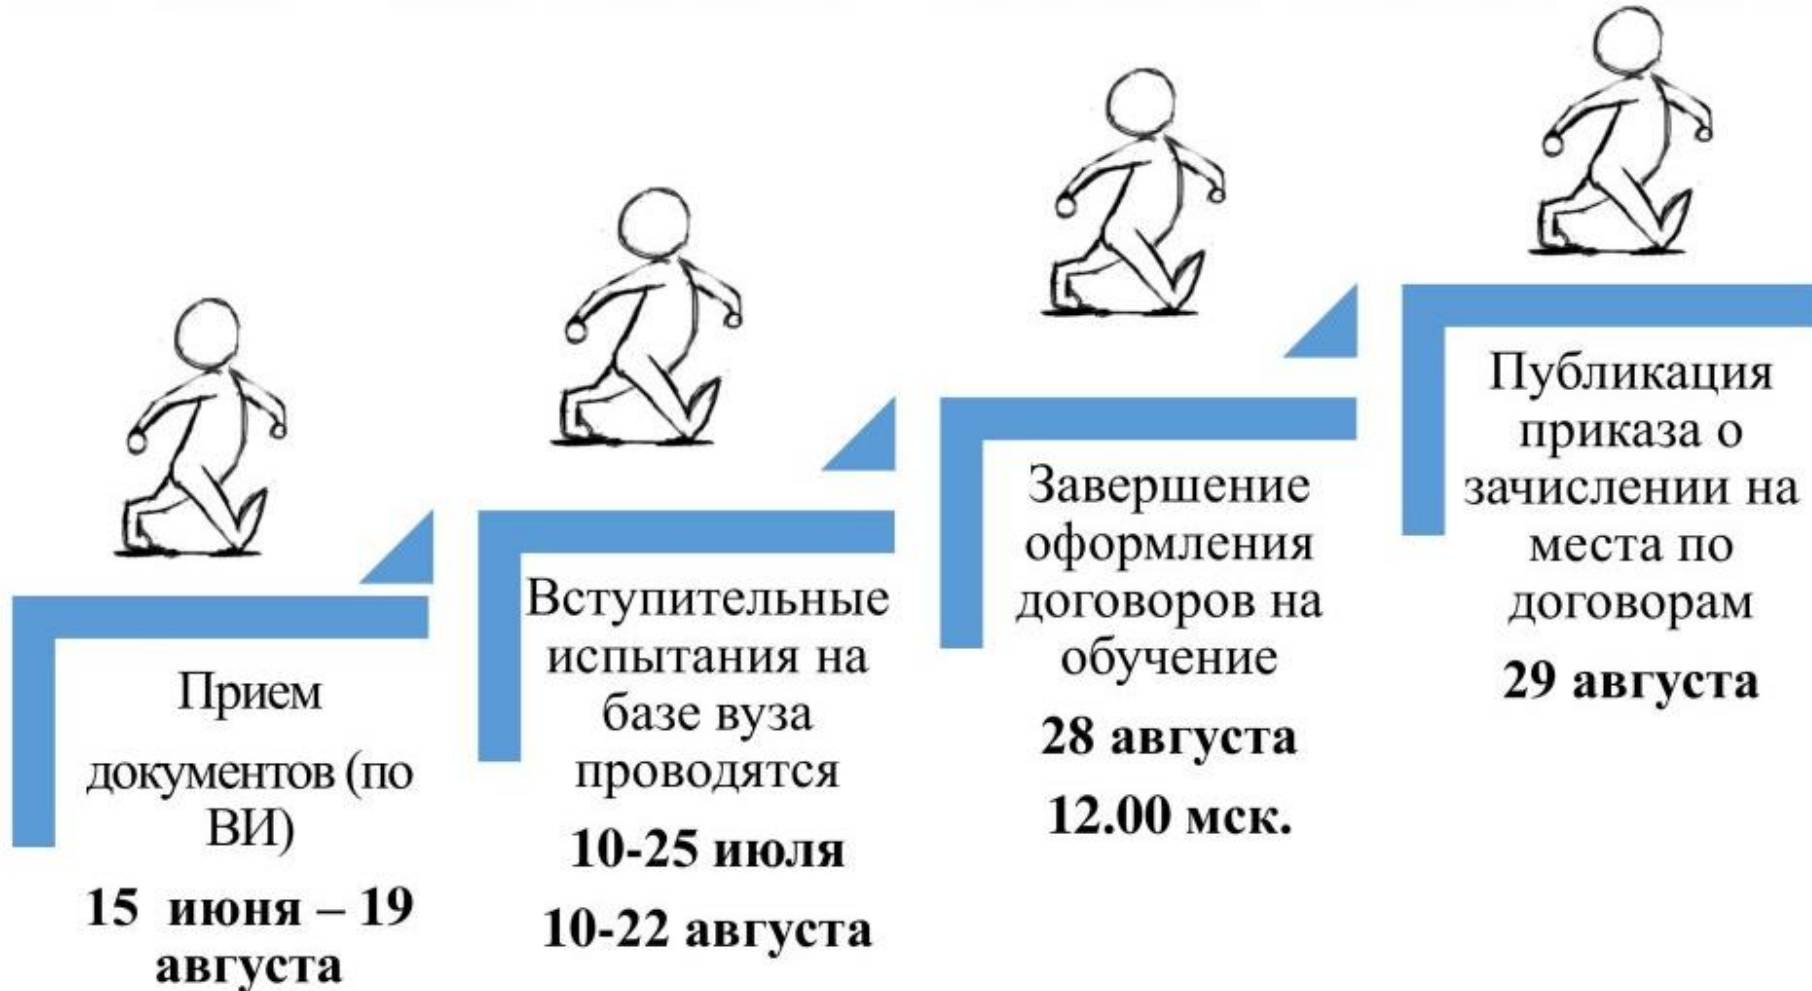 Прием
документов (по
ВИ)
15 июня – 19
августа
Вступительные
испытания на
базе вуза
проводятся
10-25 июля
10-22 августа
Завершение
оформления
договоров на
обучение
28 августа
12.00 мск.
Публикация
приказа о
зачислении на
места по
договорам
29 августа